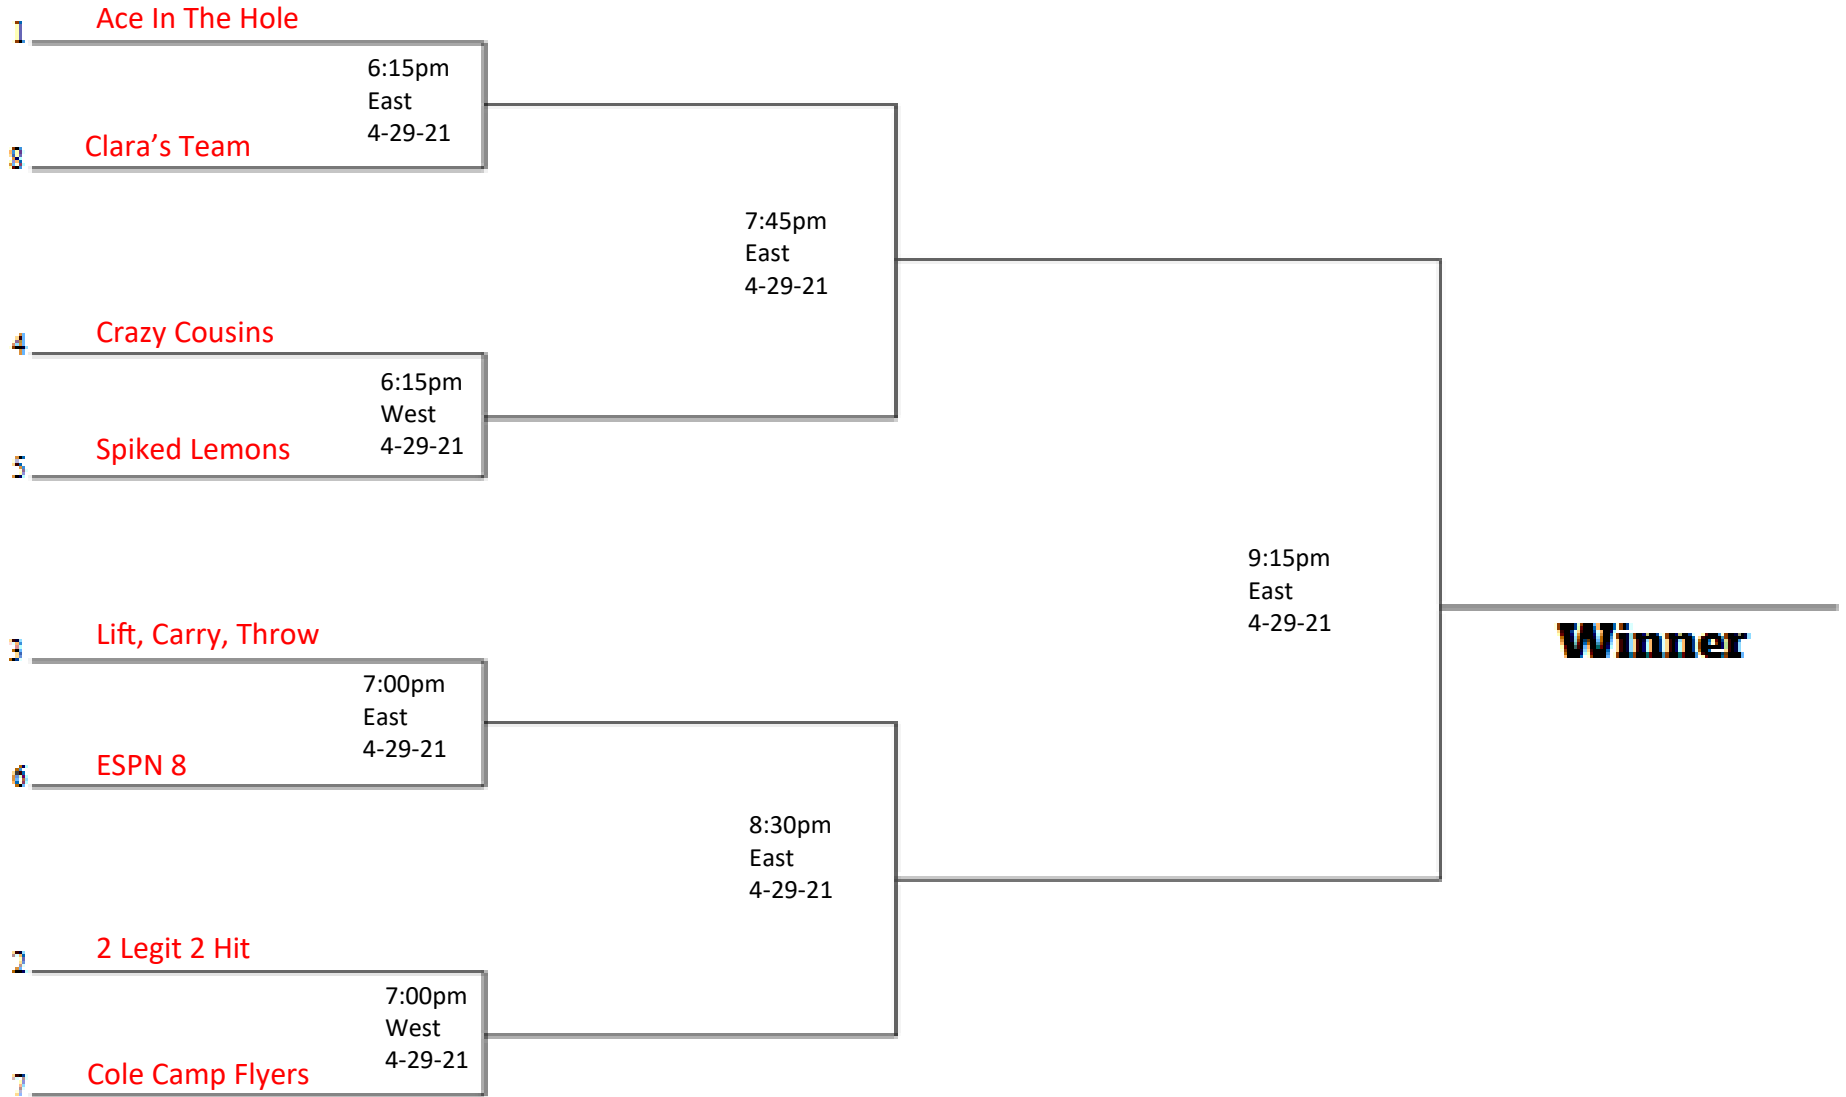 1
Ace In The Hole
6:15pm
East
4-29-21
8
Clara’s Team
7:45pm
East
4-29-21
4
Crazy Cousins
6:15pm
West
4-29-21
5
Spiked Lemons
9:15pm
East
4-29-21
Winner
3
Lift, Carry, Throw
7:00pm
East
4-29-21
6
ESPN 8
8:30pm
East
4-29-21
2
2 Legit 2 Hit
7:00pm
West
4-29-21
7
Cole Camp Flyers